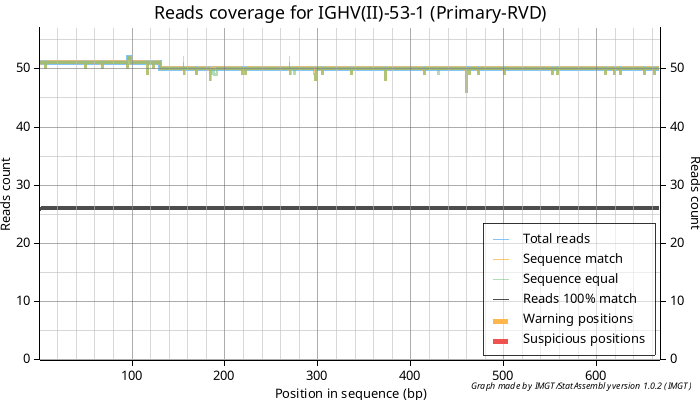 Reads coverage for IGHV(II)-53-1 (Primary-RVD)
50
50
40
40
30
30
20
20
10
10
0
0
Reads count
Reads count
Total reads
Sequence match
Sequence equal
Reads 100% match
Warning positions
Suspicious positions
100
200
300
400
500
600
Position in sequence (bp)
Graph made by IMGT/StatAssembly version 1.0.2 (IMGT)